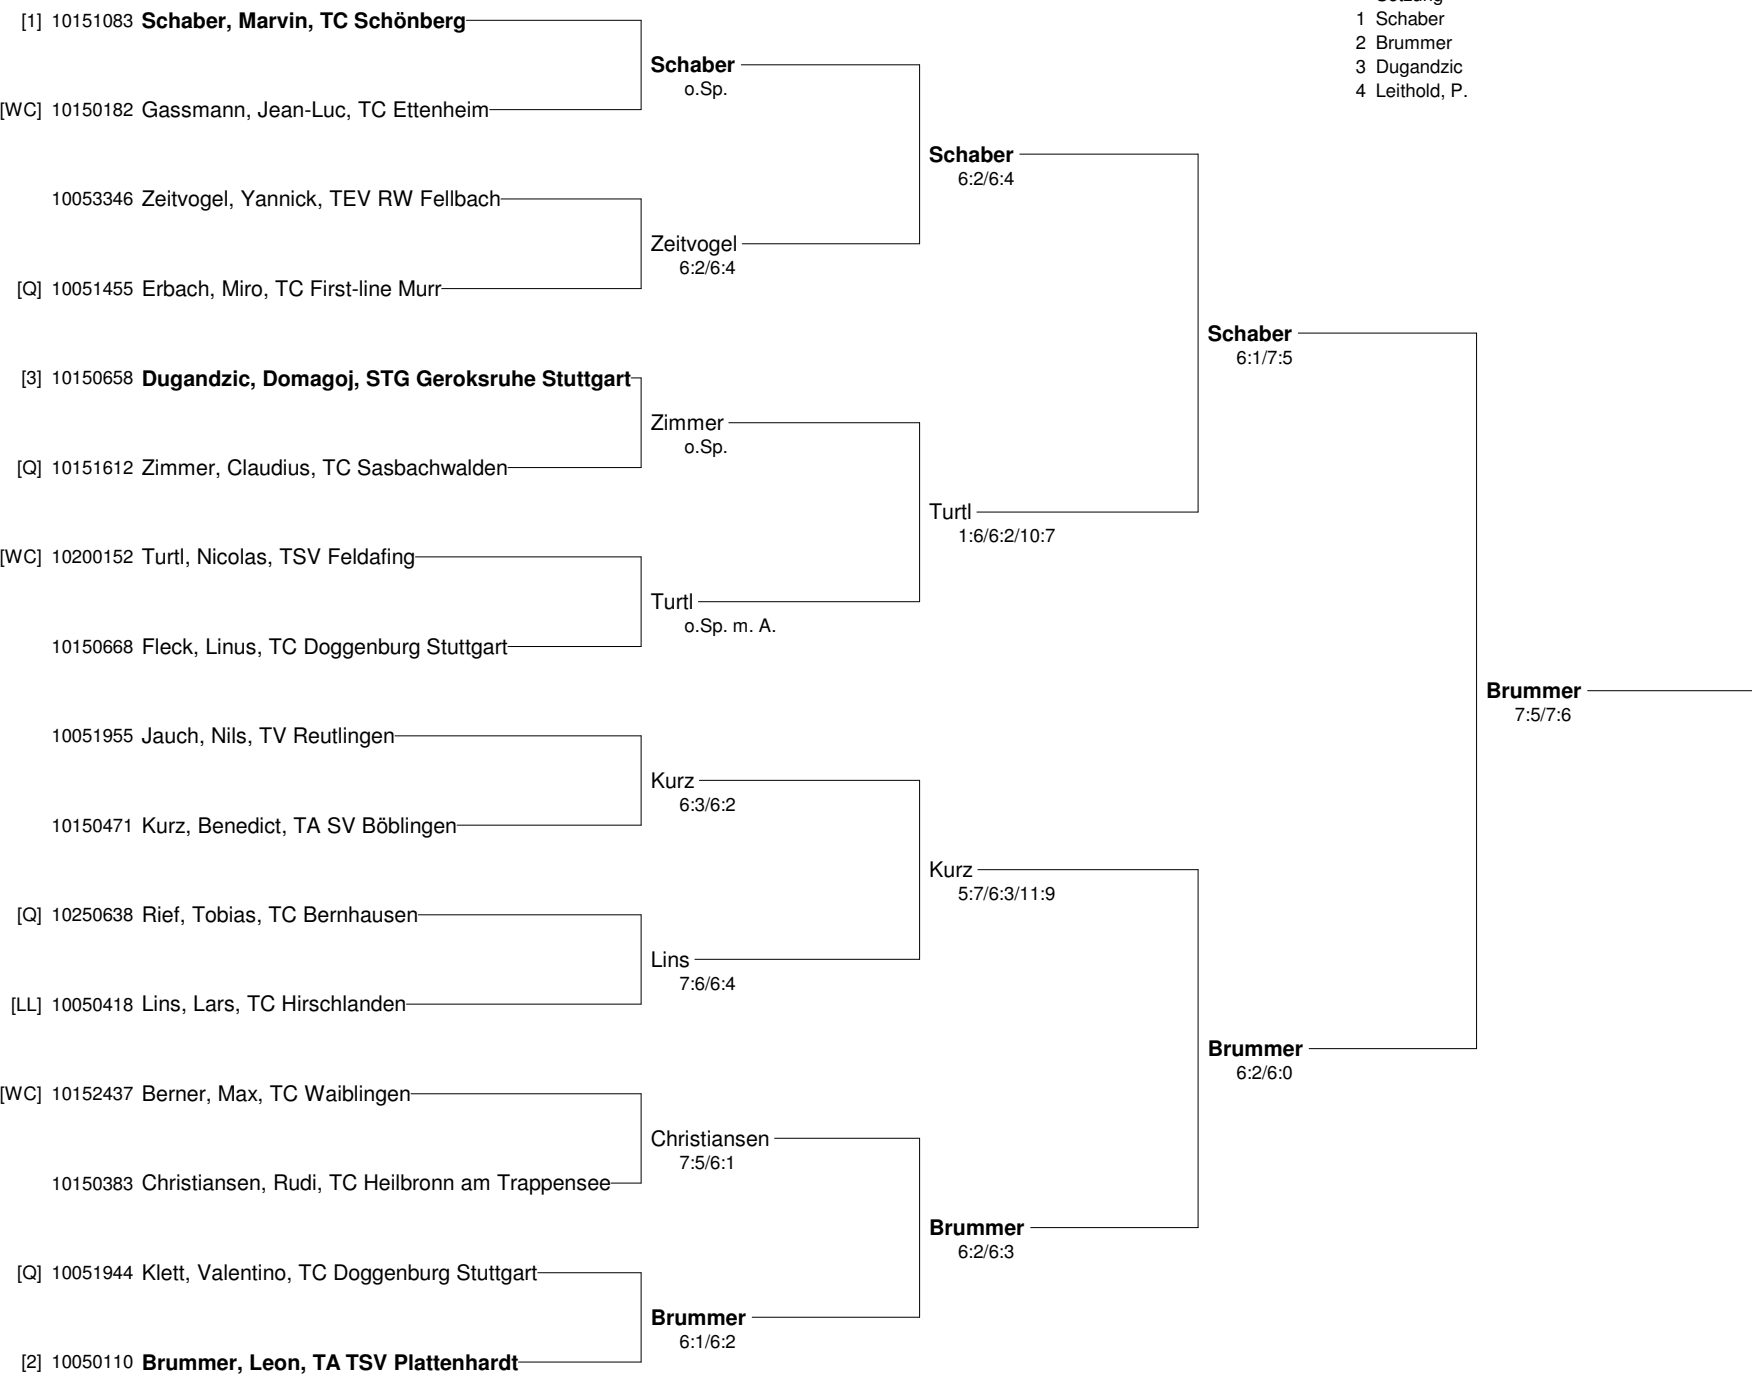 Setzung
1 Schaber
2 Brummer
3 Dugandzic
4 Leithold, P.
[1] 10151083 Schaber, Marvin, TC Schönberg
Schaber
o.Sp.
[WC] 10150182 Gassmann, Jean-Luc, TC Ettenheim
Schaber
6:2/6:4
10053346 Zeitvogel, Yannick, TEV RW Fellbach
Zeitvogel
6:2/6:4
[Q] 10051455 Erbach, Miro, TC First-line Murr
Schaber
6:1/7:5
[3] 10150658 Dugandzic, Domagoj, STG Geroksruhe Stuttgart
Zimmer
o.Sp.
[Q] 10151612 Zimmer, Claudius, TC Sasbachwalden
Turtl
1:6/6:2/10:7
[WC] 10200152 Turtl, Nicolas, TSV Feldafing
Turtl
o.Sp. m. A.
10150668 Fleck, Linus, TC Doggenburg Stuttgart
Brummer
7:5/7:6
10051955 Jauch, Nils, TV Reutlingen
Kurz
6:3/6:2
10150471 Kurz, Benedict, TA SV Böblingen
Kurz
5:7/6:3/11:9
[Q] 10250638 Rief, Tobias, TC Bernhausen
Lins
7:6/6:4
[LL] 10050418 Lins, Lars, TC Hirschlanden
Brummer
6:2/6:0
[WC] 10152437 Berner, Max, TC Waiblingen
Christiansen
7:5/6:1
10150383 Christiansen, Rudi, TC Heilbronn am Trappensee
Brummer
6:2/6:3
[Q] 10051944 Klett, Valentino, TC Doggenburg Stuttgart
Brummer
6:1/6:2
[2] 10050110 Brummer, Leon, TA TSV Plattenhardt